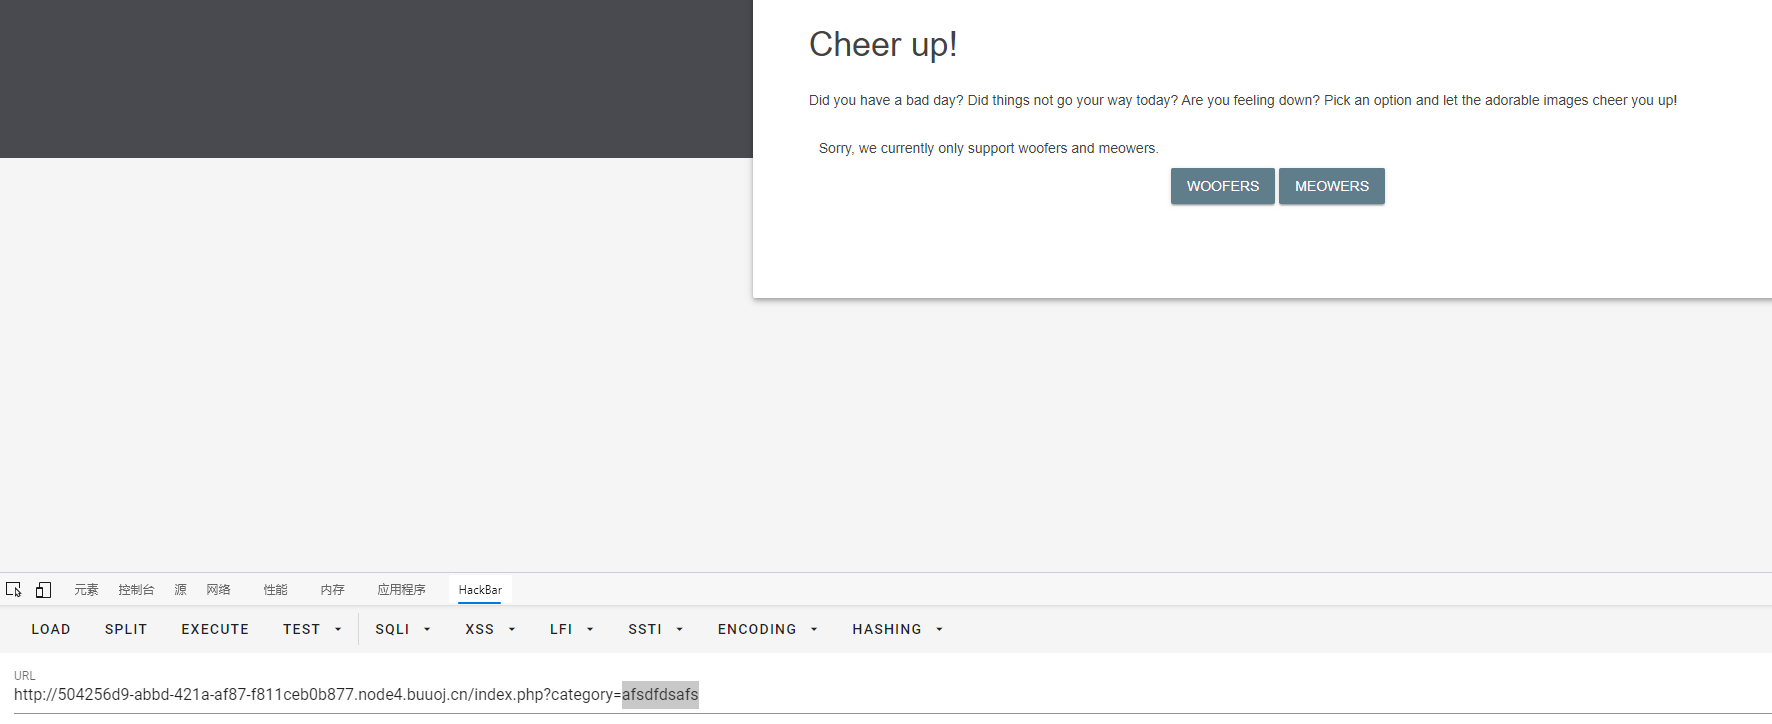 Cheer up!
Did you have a bad day? Did things not go your way today? Are you feeling down? Pick an option and let the adorable images cheer you up!
Sorry, we currently only support woofers and meowers.
WOOFERS MEOWERS
元素 控制台 源 网络 性能 内存 应用程序 HackBar
LOAD SPLIT EXECUTE TEST SQLI XSS LFI SSTI ENCODING HASHING
URL
http://504256d9-abbd-421a-af87-f811ceb0b877.node4.buuoj.cn/index.php?category=afsdfdsafs